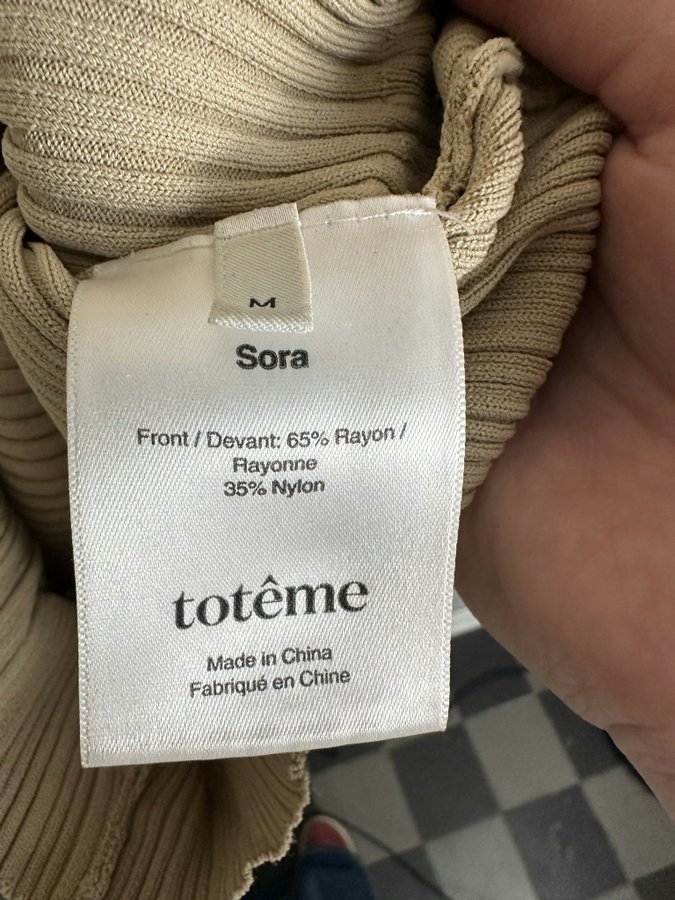 M
Sora
Front / Devant: 65% Rayon /
Rayonne
35% Nylon
totême
Made in China
Fabriqué en Chine